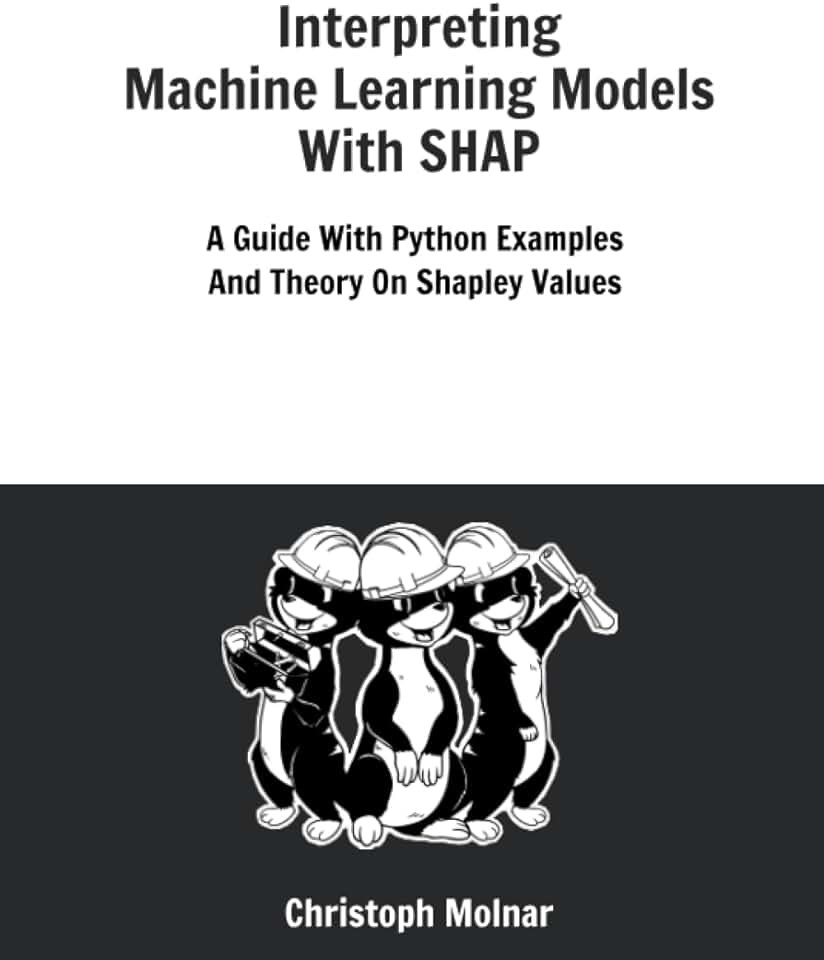 Interpreting
Machine Learning Models
With SHAP
A Guide With Python Examples
And Theory On Shapley Values
Christoph Molnar